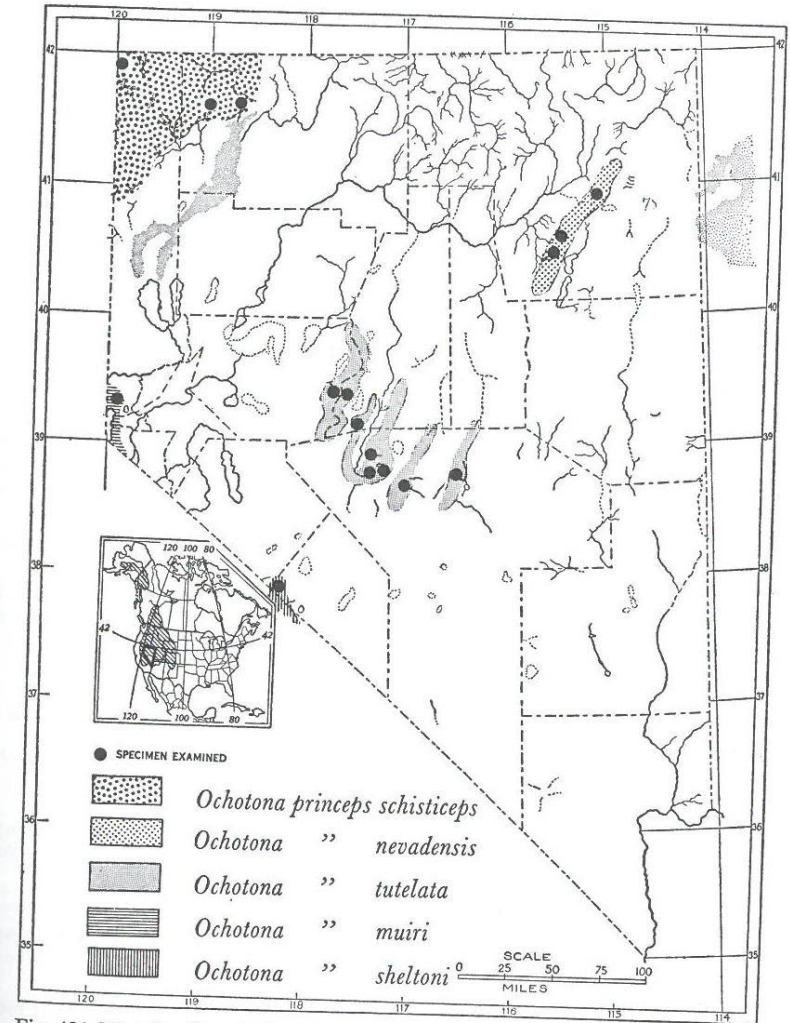 120 119 118 117 116 115 114
42 42
41 41
40 40
39 39
38 38
37 37
36 36
35 35
120 100 80
42 42
120 100 80
SPECIMEN EXAMINED
Ochotona princeps schisticeps
Ochotona ” nevadensis
Ochotona ” tutelata
Ochotona ” muiri
Ochotona ” sheltoni
SCALE
0 25 50 75 100
MILES
120 119 118 117 116 115 114